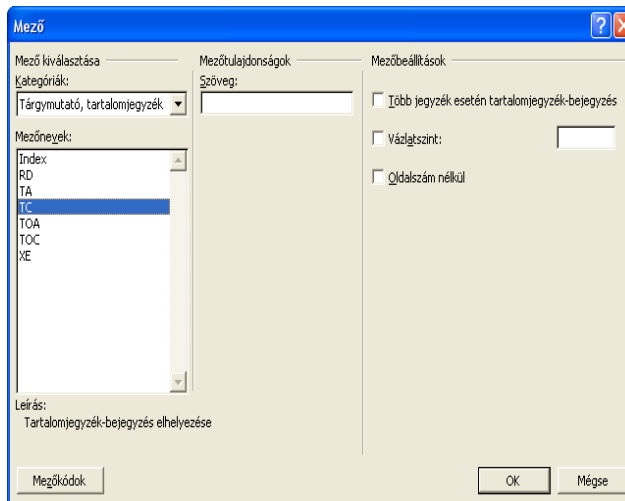 Mező
Mező kiválasztása
Kategóriák:
Tárgymutató, tartalomjegyzék
Mezőnevek:
Index
RD
TA
TC
TOA
TOC
XE
Leírás:
Tartalomjegyzék-bejegyzés elhelyezése
Mezőkódok
Mezőtulajdonságok
Szöveg:
Mezőbeállítások
Több jegyzék esetén tartalomjegyzék-bejegyzés
Vázlatszint:
Oldalszám nélkül
OK
Mégse